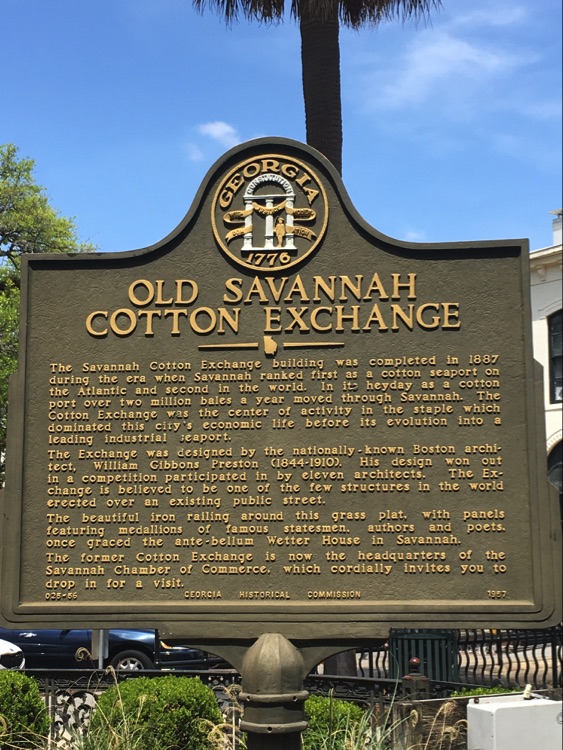 GEORGIA
1776
OLD SAVANNAH
COTTON EXCHANGE
The Savannah Cotton Exchange building was completed in 1887
during the era when Savannah ranked first as a cotton seaport on
the Atlantic and second in the world. In its heyday as a cotton
port over two million bales a year moved through Savannah. The
Cotton Exchange was the center of activity in the staple which
dominated this city's economic life before its evolution into a
leading industrial seaport.
The Exchange was designed by the nationally-known Boston archi-
tect, William Gibbons Preston (1844-1910). His design won out
in a competition participated in by eleven architects. The Ex-
change is believed to be one of the few structures in the world
erected over an existing public street.
The beautiful iron railing around this grass plat, with panels
featuring medallions of famous statesmen, authors and poets,
once graced the ante-bellum Wetter House in Savannah.
The former Cotton Exchange is now the headquarters of the
Savannah Chamber of Commerce, which cordially invites you to
drop in for a visit.
025-56 GEORGIA HISTORICAL COMMISSION 1957